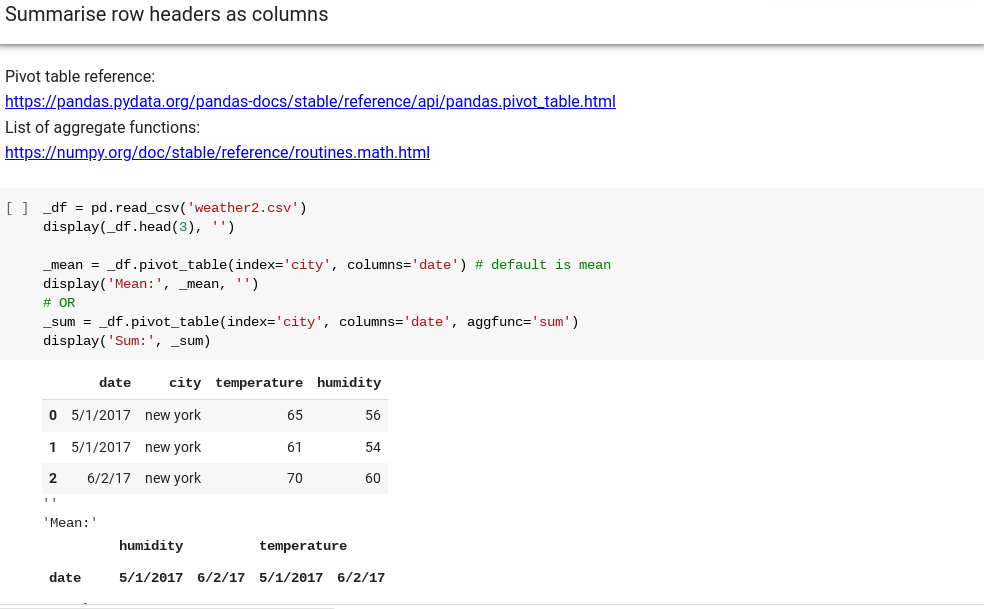 Summarise row headers as columns
Pivot table reference:
https://pandas.pydata.org/pandas-docs/stable/reference/api/pandas.pivot_table.html
List of aggregate functions:
https://numpy.org/doc/stable/reference/routines.math.html
[ ] _df = pd.read_csv('weather2.csv')
display(_df.head(3), '')
_mean = _df.pivot_table(index='city', columns='date') # default is mean
display('Mean:', _mean, '')
# OR
_sum = _df.pivot_table(index='city', columns='date', aggfunc='sum')
display('Sum:', _sum)
date city temperature humidity
0 5/1/2017 new york 65 56
1 5/1/2017 new york 61 54
2 6/2/17 new york 70 60
''
'Mean:'
humidity temperature
date 5/1/2017 6/2/17 5/1/2017 6/2/17